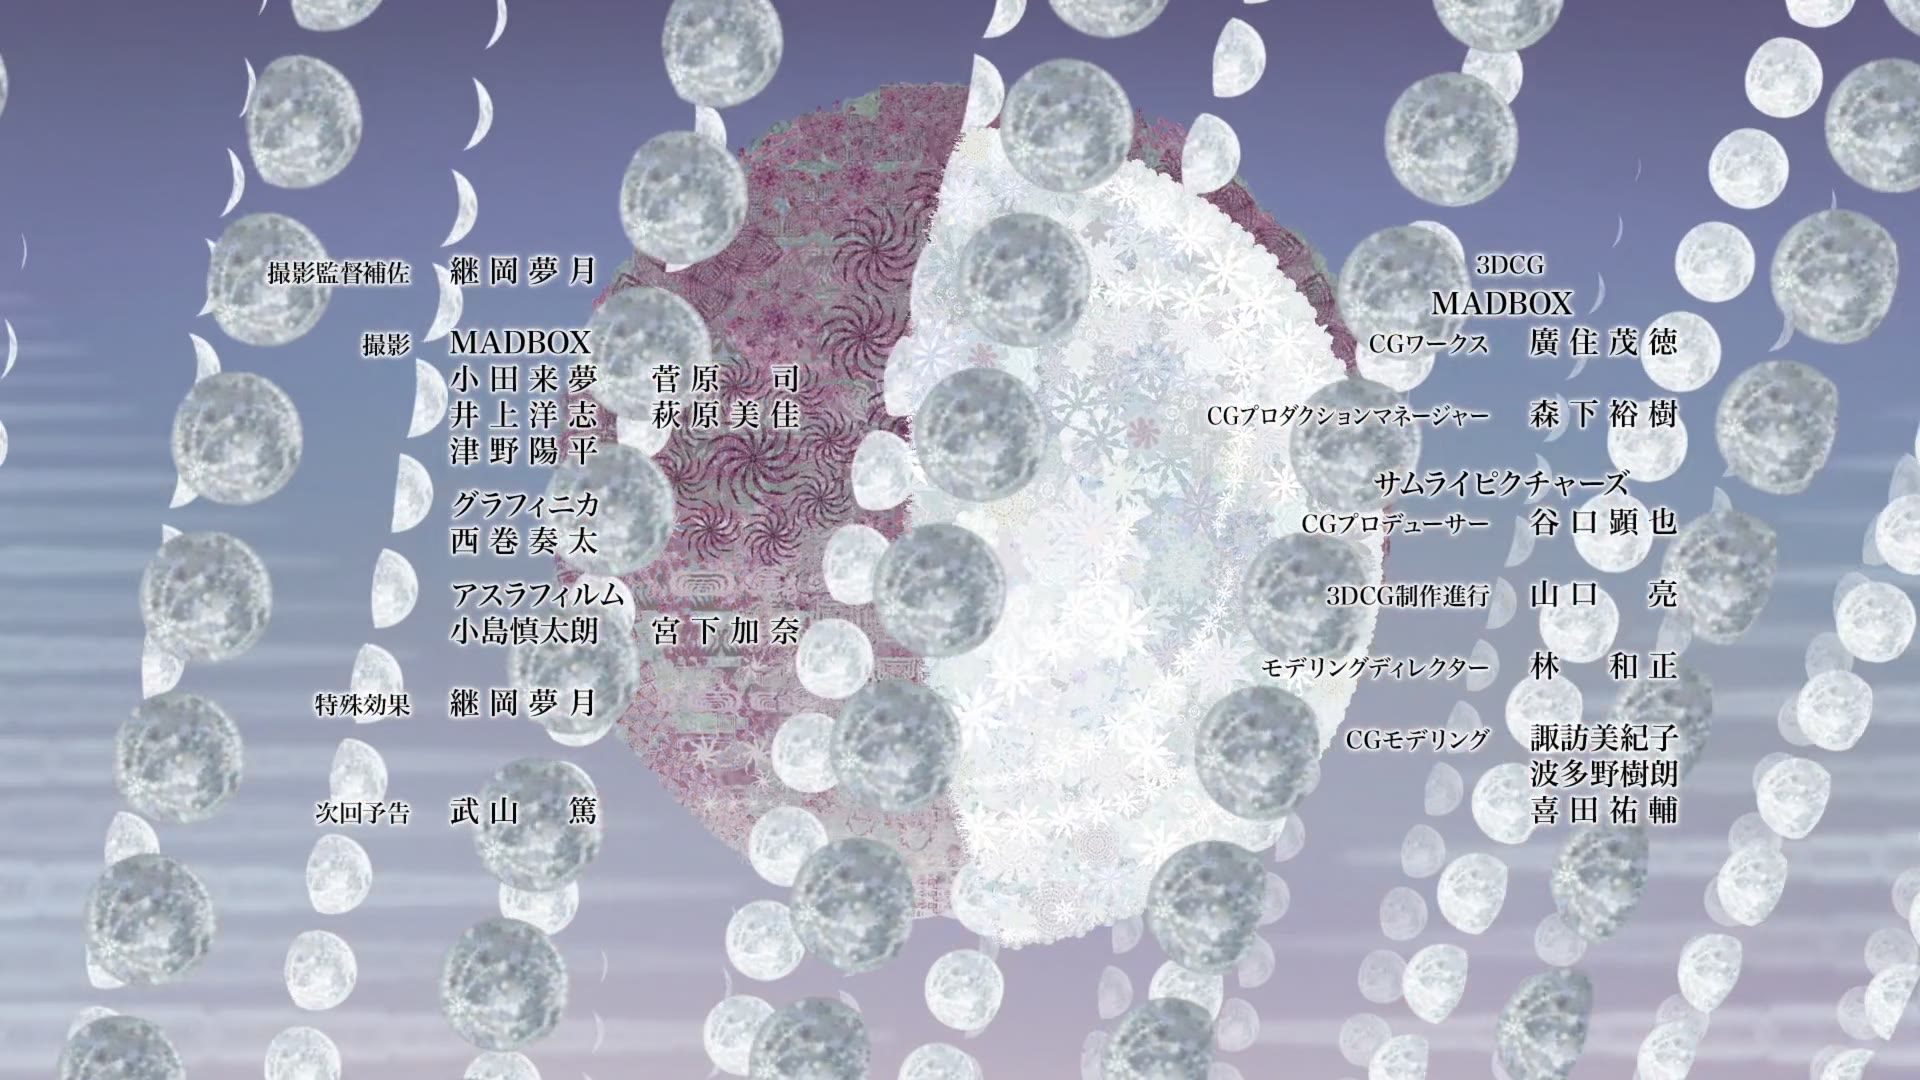 撮影監督補佐 継岡夢月
撮影 MADBOX
小田来夢 菅原 司
井上洋志 萩原美佳
津野陽平
グラフィニカ
西巻奏太
アスラフィルム
小島慎太朗 宮下加奈
特殊効果 継岡夢月
次回予告 武山 篤
3DCG
MADBOX
CGワークス 廣住茂徳
CGプロダクションマネージャー 森下裕樹
サムライピクチャーズ
CGプロデューサー 谷口顕也
3DCG制作進行 山口 亮
モデリングディレクター 林 和正
CGモデリング 諏訪美紀子
波多野樹朗
喜田祐輔